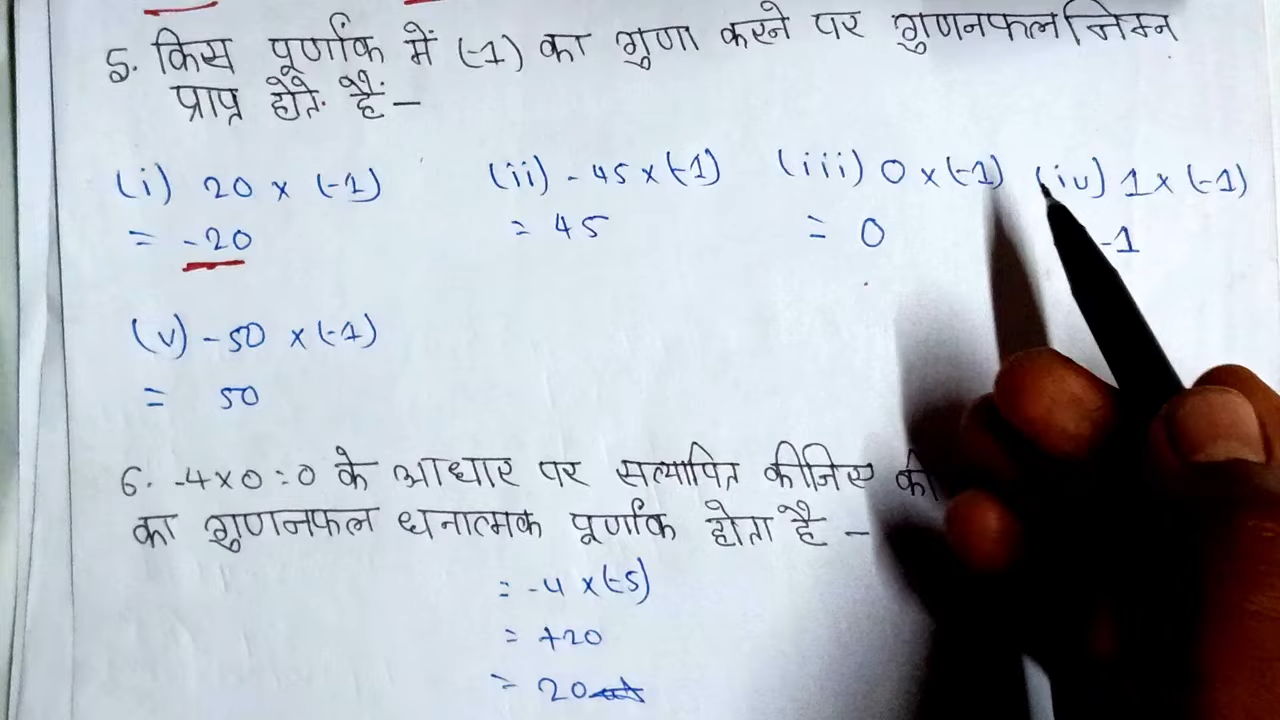 5. किस पूर्णांक में (-1) का गुणा करने पर गुणनफल निम्न
प्राप्त होते हैं -
(i) 20 × (-1) (ii) -45 × (-1) (iii) 0 × (-1) (iv) 1 × (-1)
= -20 = 45 = 0 -1
(v) -50 × (-1)
= 50
6. -4×0=0 के आधार पर सत्यापित कीजिए की
का गुणनफल धनात्मक पूर्णांक होता है -
= -4 × (-5)
= +20
= 20